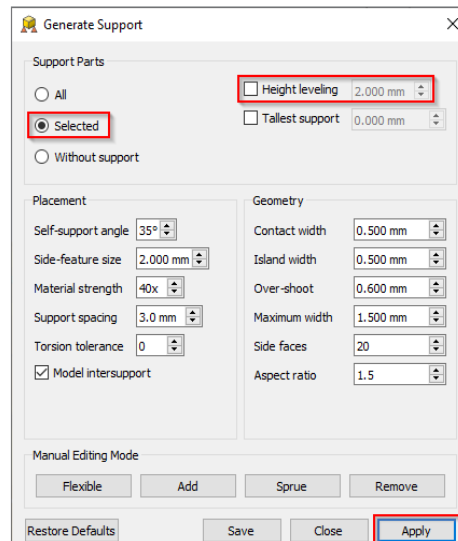 Generate Support
Support Parts
All
Height leveling 2.000 mm
Selected
Tallest support 0.000 mm
Without support
Placement
Self-support angle 35°
Side-feature size 2.000 mm
Material strength 40x
Support spacing 3.0 mm
Torsion tolerance 0
Model intersupport
Geometry
Contact width 0.500 mm
Island width 0.500 mm
Over-shoot 0.600 mm
Maximum width 1.500 mm
Side faces 20
Aspect ratio 1.5
Manual Editing Mode
Flexible Add Sprue Remove
Restore Defaults Save Close Apply